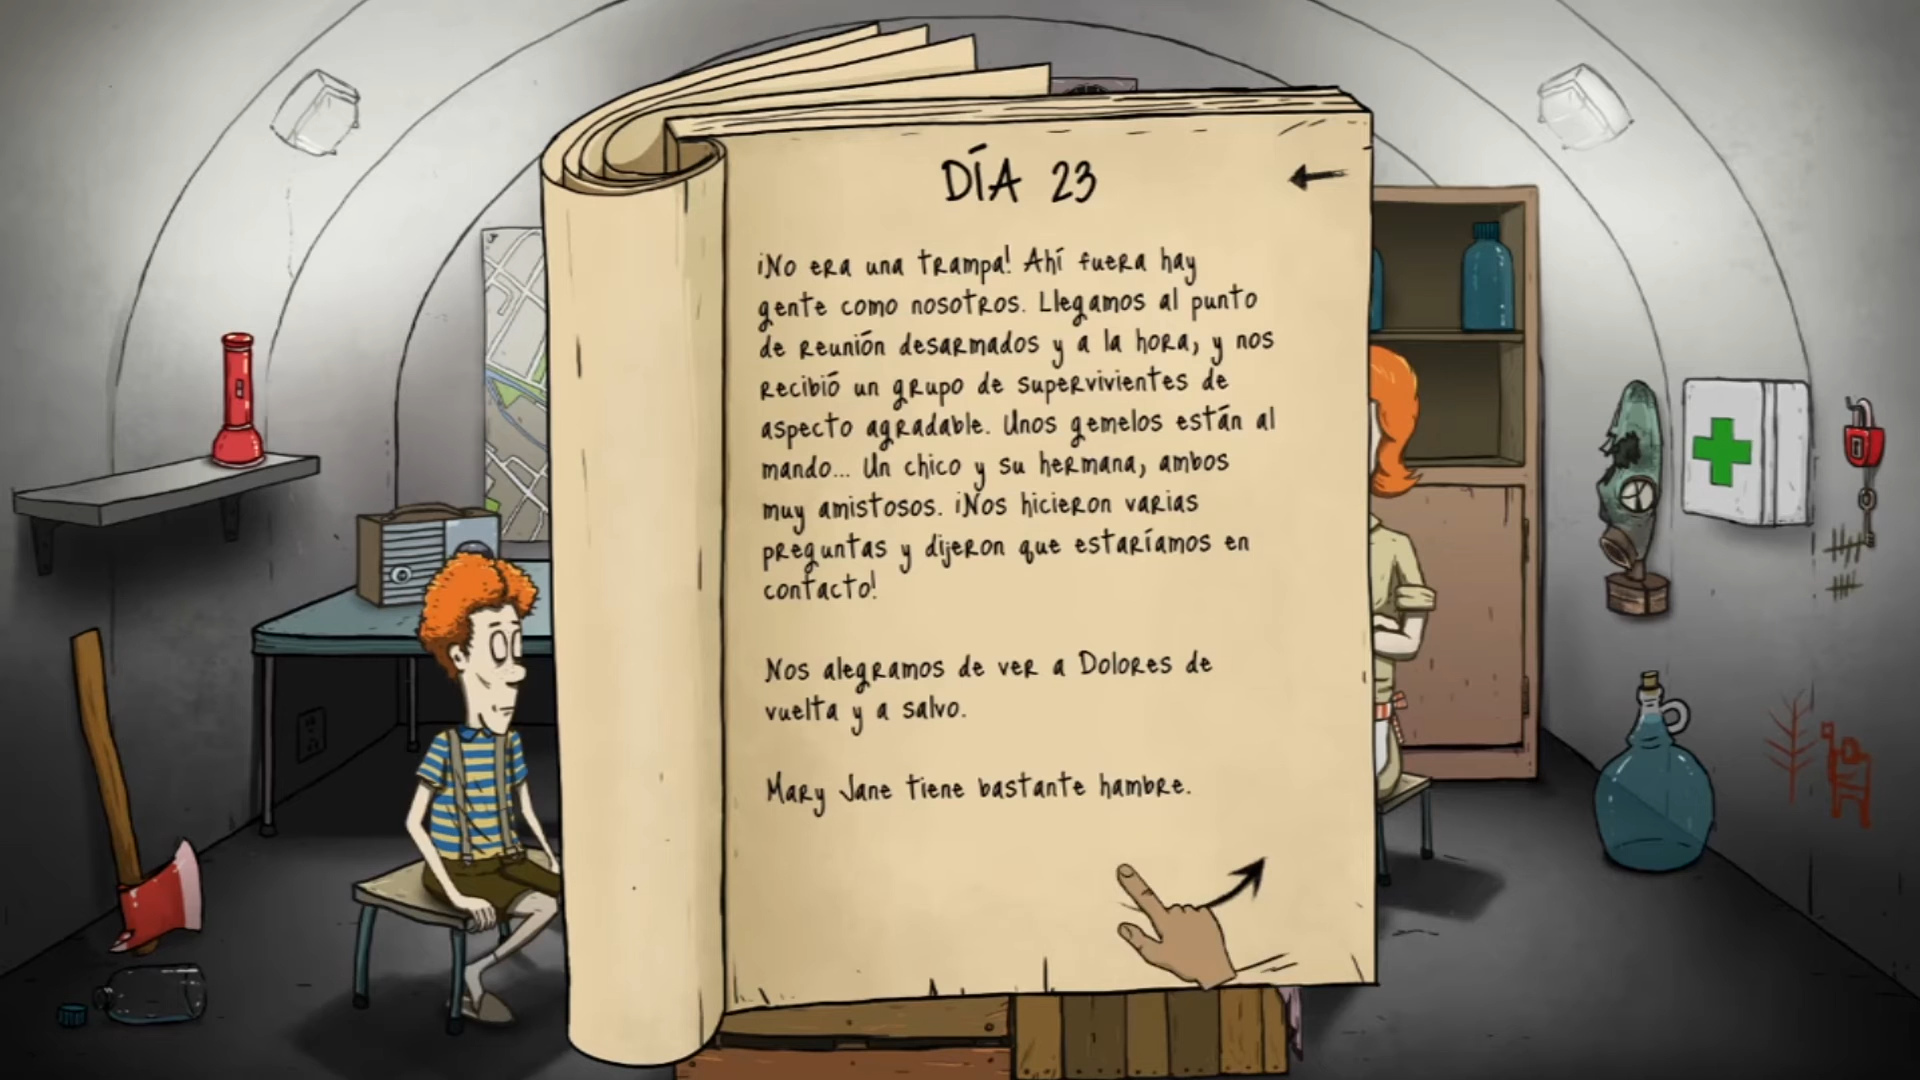 DÍA 23
¡No era una trampa! Ahí fuera hay
gente como nosotros. Llegamos al punto
de reunión desarmados y a la hora, y nos
recibió un grupo de supervivientes de
aspecto agradable. Unos gemelos están al
mando... Un chico y su hermana, ambos
muy amistosos. ¡Nos hicieron varias
preguntas y dijeron que estaríamos en
contacto!
Nos alegramos de ver a Dolores de
vuelta y a salvo.
Mary Jane tiene bastante hambre.